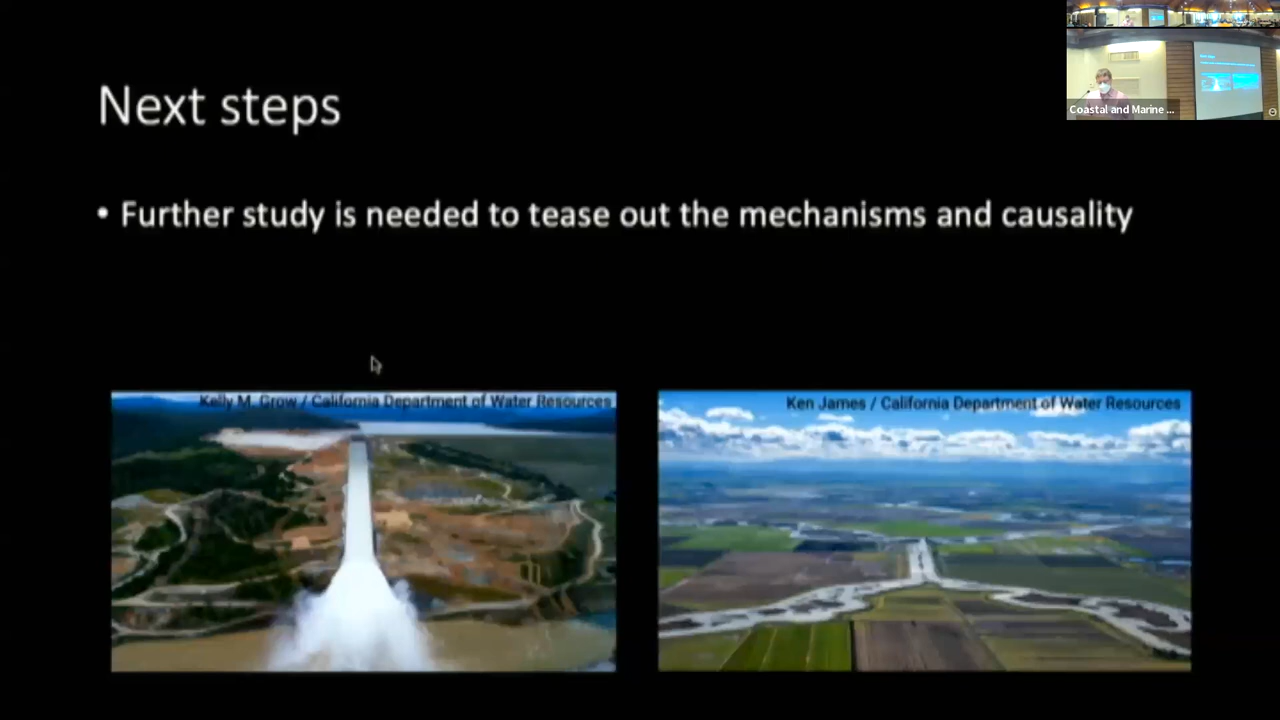 Next steps
• Further study is needed to tease out the mechanisms and causality
Kelly M. Grow / California Department of Water Resources
Ken James / California Department of Water Resources
Coastal and Marine ...